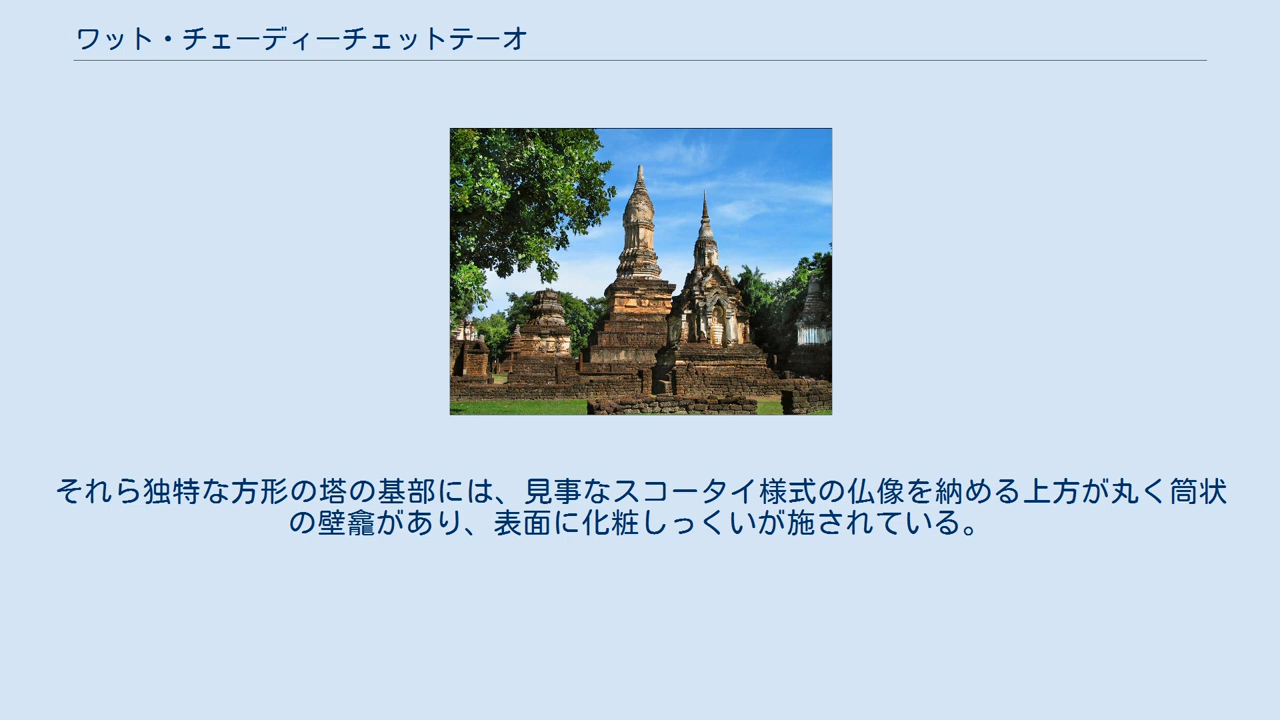 ワット・チェーディーチェットテーオ
それら独特な方形の塔の基部には、見事なスコータイ様式の仏像を納める上方が丸く筒状
の壁龕があり、表面に化粧しっくいが施されている。